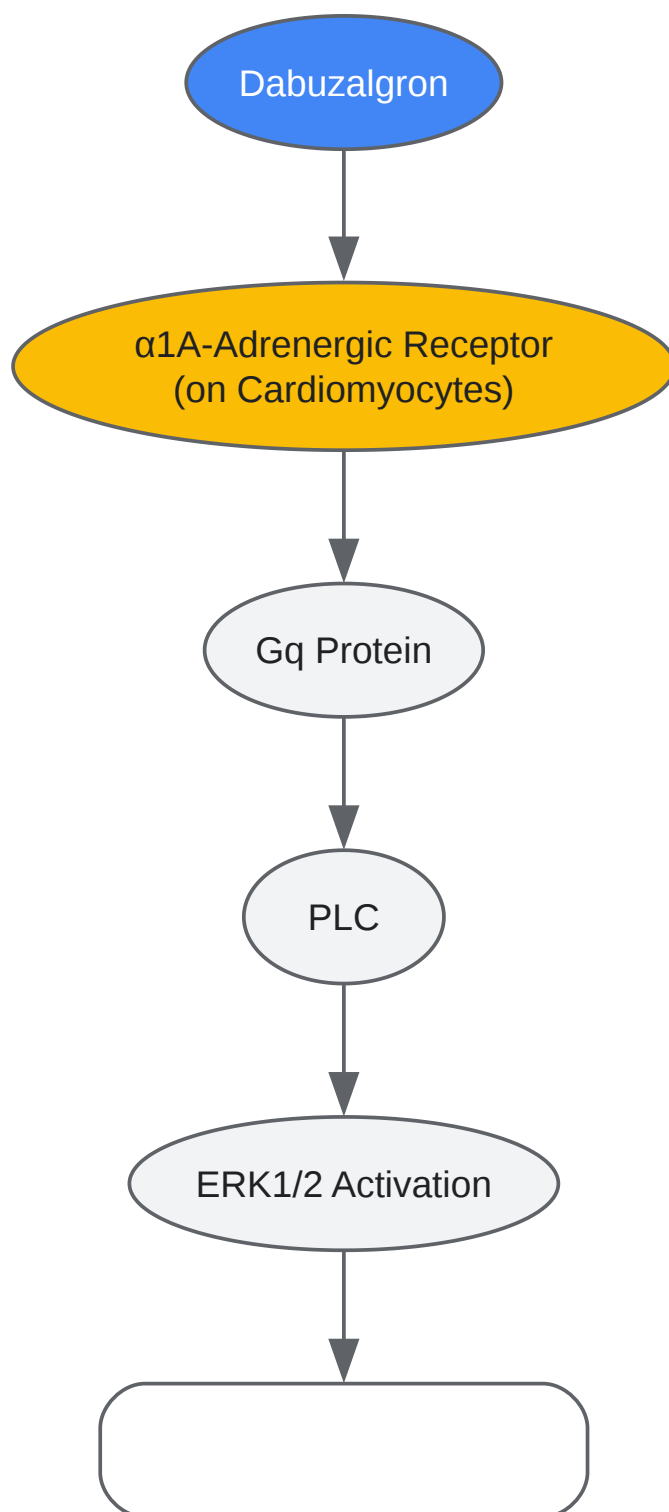 Dabuzalgron
α1A-Adrenergic Receptor
(on Cardiomyocytes)
Gq Protein
PLC
ERK1/2 Activation